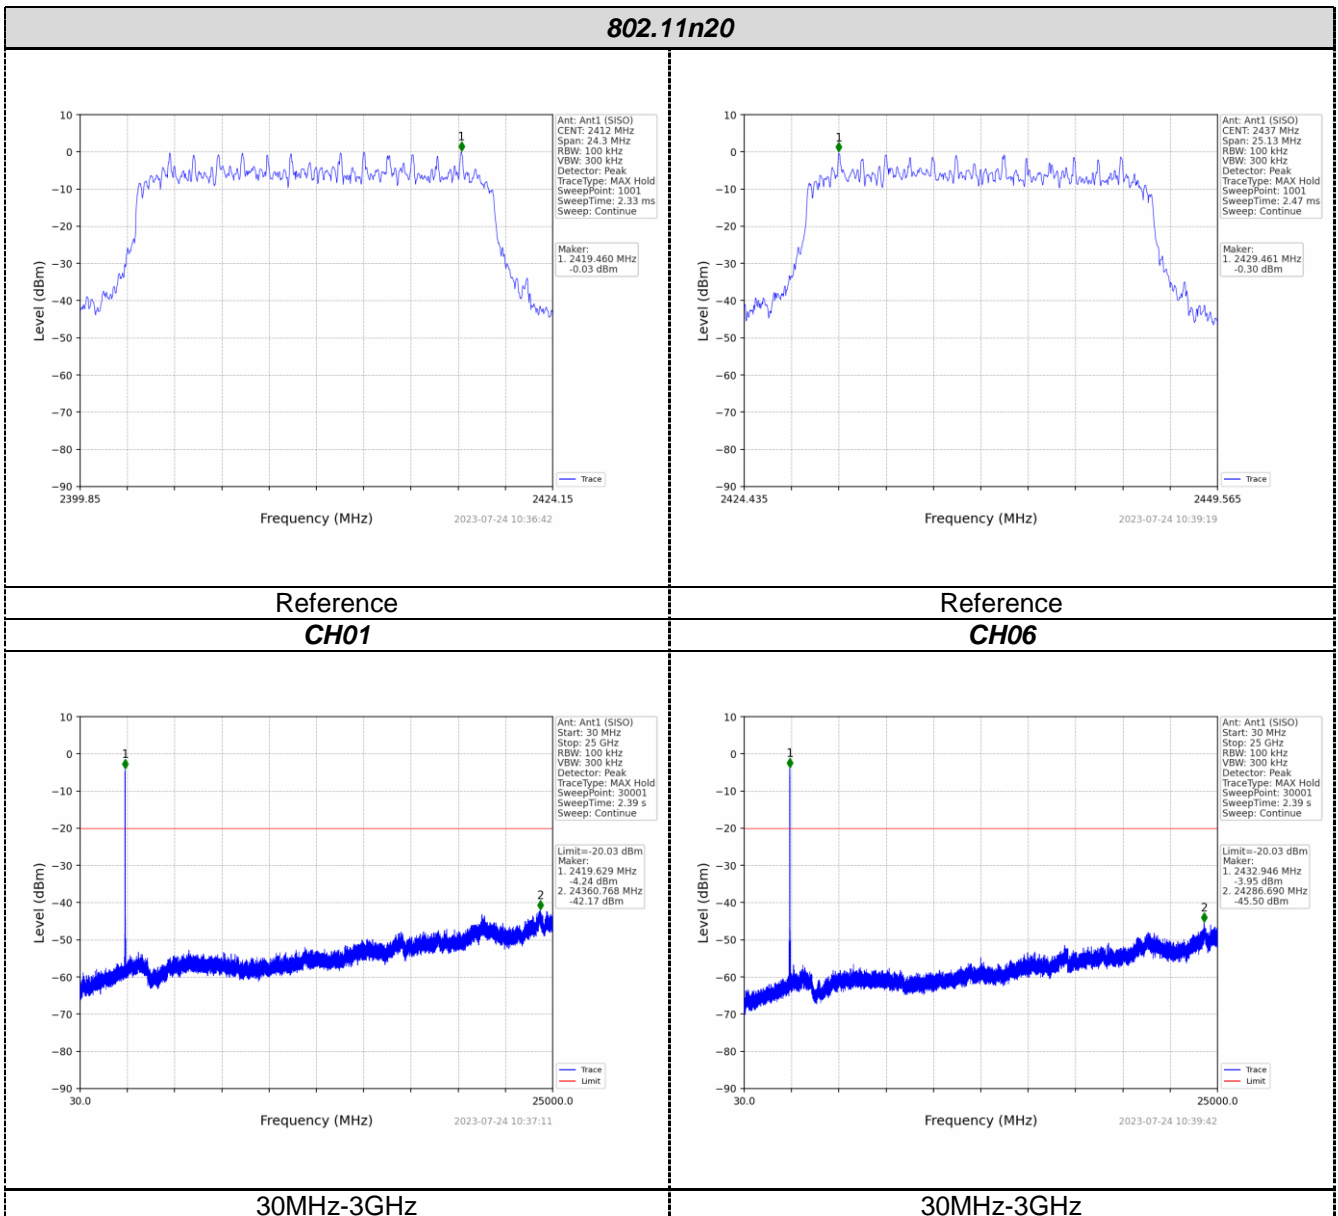 802.11n20
10
0
−10
−20
−30
−40
−50
−60
−70
−80
−90
Level (dBm)
1
2399.85
2424.15
Frequency (MHz)
2023-07-24 10:36:42
Ant: Ant1 (SISO)
CENT: 2412 MHz
Span: 24.3 MHz
RBW: 100 kHz
VBW: 300 kHz
Detector: Peak
TraceType: MAX Hold
SweepPoint: 1001
SweepTime: 2.33 ms
Sweep: Continue
Maker:
1. 2419.460 MHz
-0.03 dBm
Trace
10
0
−10
−20
−30
−40
−50
−60
−70
−80
−90
Level (dBm)
1
2424.435
2449.565
Frequency (MHz)
2023-07-24 10:39:19
Ant: Ant1 (SISO)
CENT: 2437 MHz
Span: 25.13 MHz
RBW: 100 kHz
VBW: 300 kHz
Detector: Peak
TraceType: MAX Hold
SweepPoint: 1001
SweepTime: 2.47 ms
Sweep: Continue
Maker:
1. 2429.461 MHz
-0.30 dBm
Trace
Reference
Reference
CH01
CH06
10
0
−10
−20
−30
−40
−50
−60
−70
−80
−90
Level (dBm)
1
2
30.0
25000.0
Frequency (MHz)
2023-07-24 10:37:11
Ant: Ant1 (SISO)
Start: 30 MHz
Stop: 25 GHz
RBW: 100 kHz
VBW: 300 kHz
Detector: Peak
TraceType: MAX Hold
SweepPoint: 30001
SweepTime: 2.39 s
Sweep: Continue
Limit=-20.03 dBm
Maker:
1. 2419.629 MHz
-4.24 dBm
2. 24360.768 MHz
-42.17 dBm
Trace
Limit
10
0
−10
−20
−30
−40
−50
−60
−70
−80
−90
Level (dBm)
1
2
30.0
25000.0
Frequency (MHz)
2023-07-24 10:39:42
Ant: Ant1 (SISO)
Start: 30 MHz
Stop: 25 GHz
RBW: 100 kHz
VBW: 300 kHz
Detector: Peak
TraceType: MAX Hold
SweepPoint: 30001
SweepTime: 2.39 s
Sweep: Continue
Limit=-20.03 dBm
Maker:
1. 2432.946 MHz
-3.95 dBm
2. 24286.690 MHz
-45.50 dBm
Trace
Limit
30MHz-3GHz
30MHz-3GHz